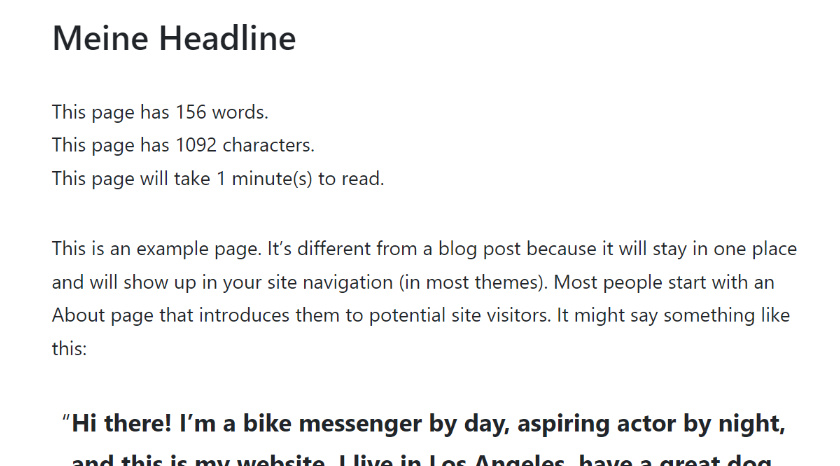 Meine Headline
This page has 156 words.
This page has 1092 characters.
This page will take 1 minute(s) to read.
This is an example page. It’s different from a blog post because it will stay in one place
and will show up in your site navigation (in most themes). Most people start with an
About page that introduces them to potential site visitors. It might say something like
this:
“Hi there! I’m a bike messenger by day, aspiring actor by night,
and this is my website. I live in Los Angeles, have a great dog